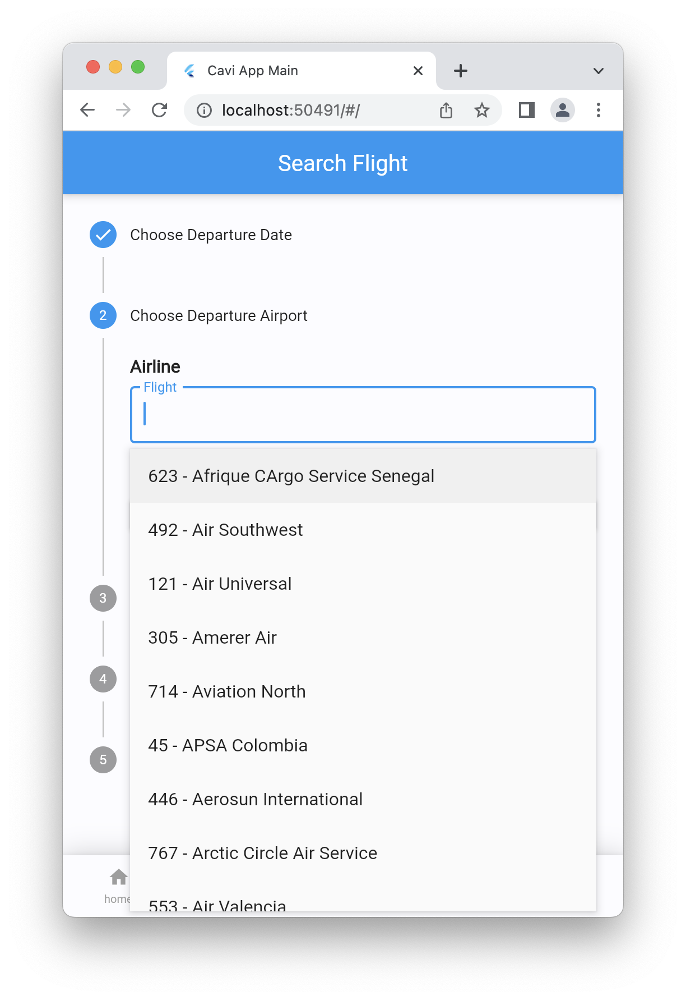 Cavi App Main
localhost:50491/#/
Search Flight
Choose Departure Date
2
Choose Departure Airport
Airline
Flight
623 - Afrique CArgo Service Senegal
492 - Air Southwest
121 - Air Universal
3
305 - Amerer Air
4
714 - Aviation North
45 - APSA Colombia
5
446 - Aerosun International
767 - Arctic Circle Air Service
home
553 - Air Valencia